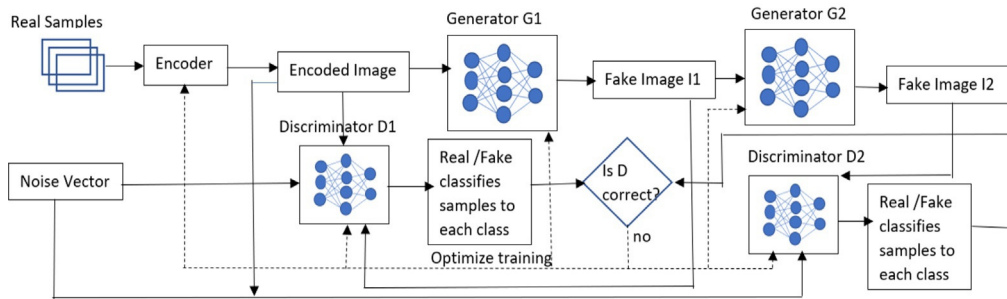 Real Samples
Encoder
Encoded Image
Generator G1
Fake Image I1
Generator G2
Fake Image I2
Noise Vector
Discriminator D1
Real /Fake
classifies
samples to
each class
Is D
correct?
no
Optimize training
Discriminator D2
Real /Fake
classifies
samples to
each class